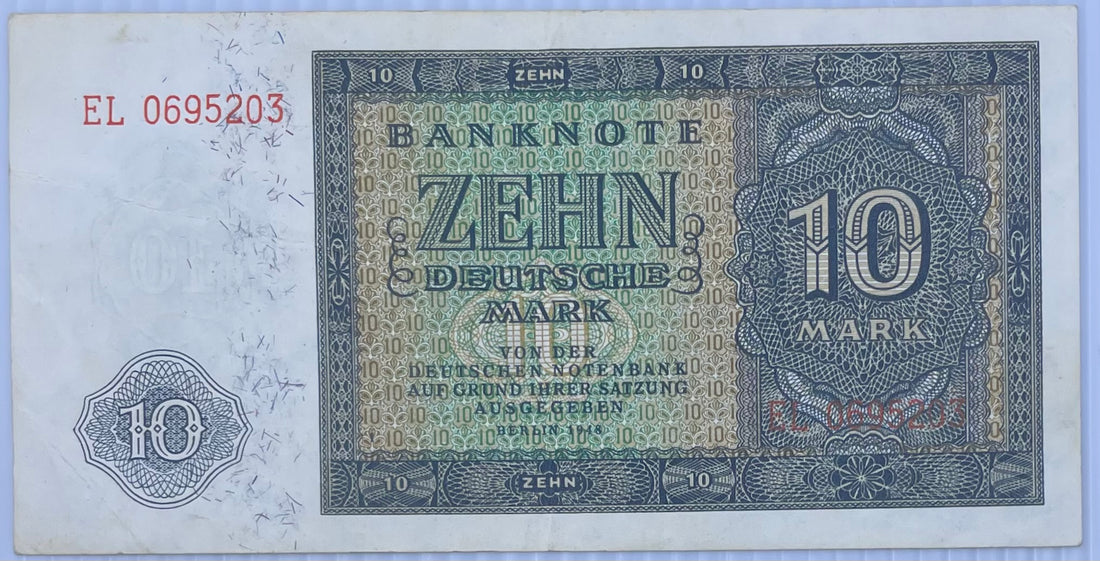 10 ZEHN 10
EL 0695203
BANKNOTE
ZEHN
DEUTSCHE
MARK
10
VON DER
DEUTSCHEN NOTENBANK
AUF GRUND IHRER SATZUNG
AUSGEGEBEN
BERLIN 1948
10
MARK
EL 0695203
10
10 ZEHN 10